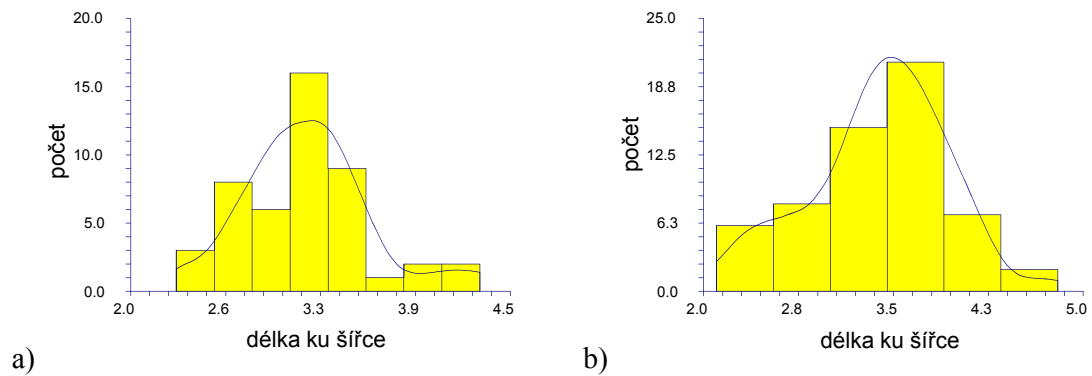 20.0
15.0
10.0
5.0
0.0
počet
2.0 2.6 3.3 3.9 4.5
délka ku šířce
a)
25.0
18.8
12.5
6.3
0.0
počet
2.0 2.8 3.5 4.3 5.0
délka ku šířce
b)